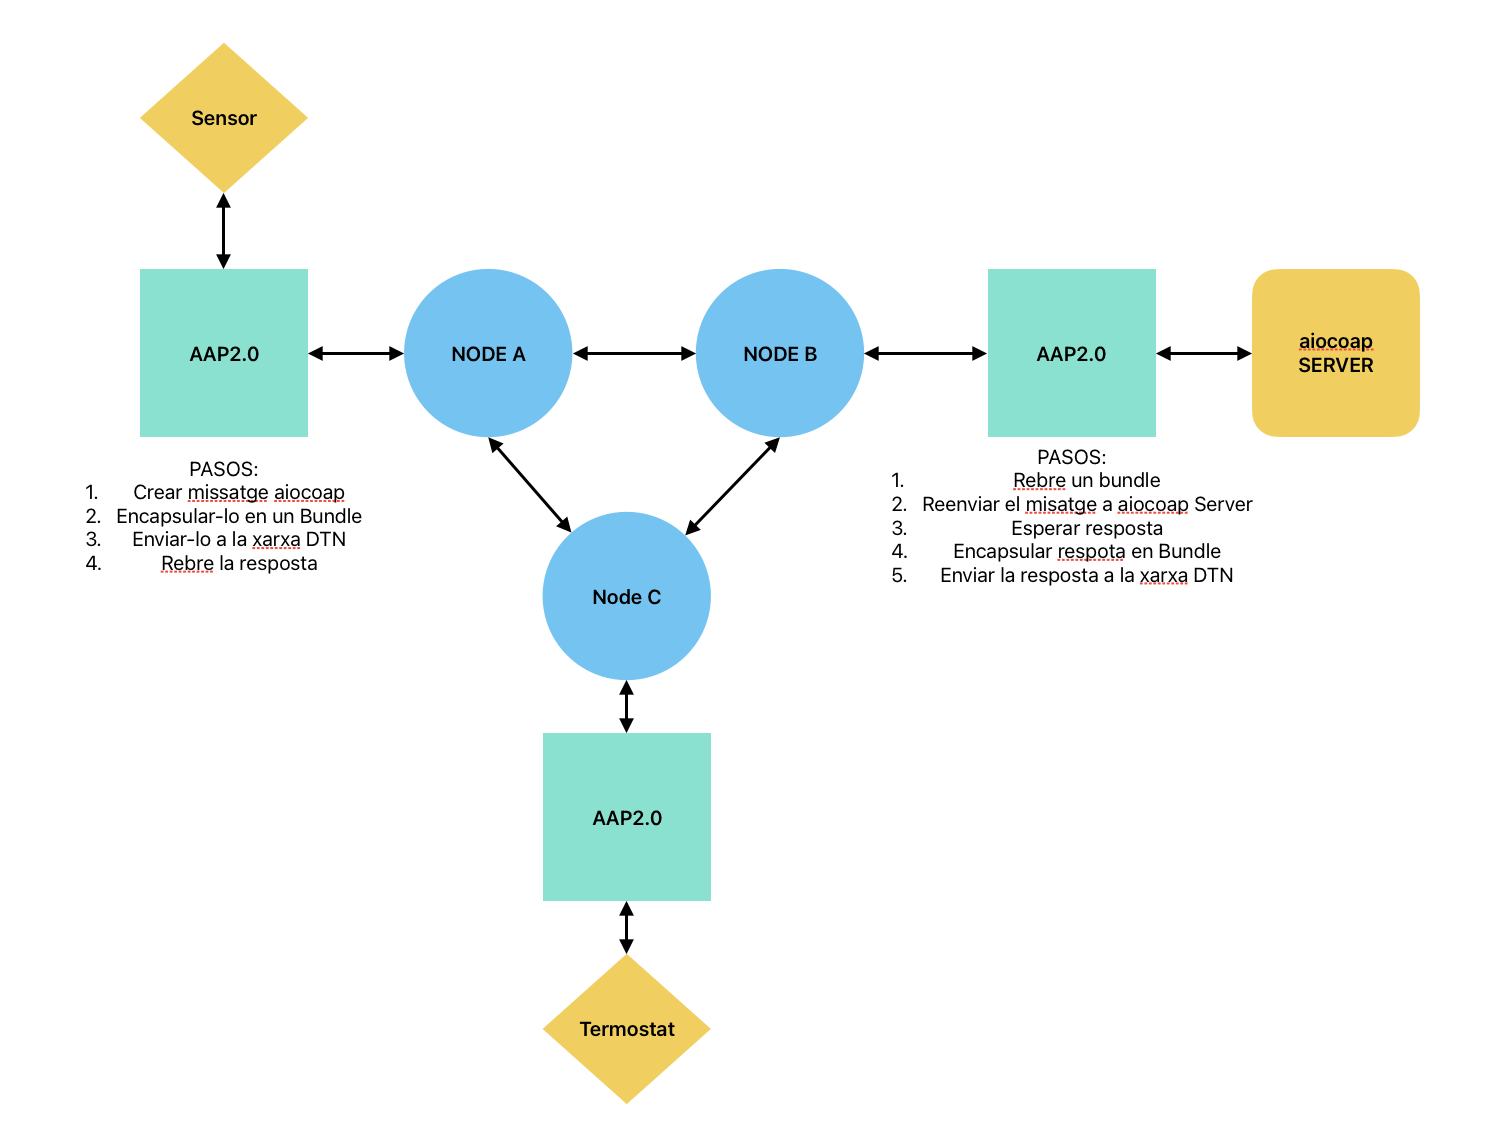 Sensor
AAP2.0
NODE A
NODE B
AAP2.0
aiocoap
SERVER
PASOS:
1. Crear missatge aiocoap
2. Encapsular-lo en un Bundle
3. Enviar-lo a la xarxa DTN
4. Rebre la resposta
PASOS:
1. Rebre un bundle
2. Reenviar el misatge a aiocoap Server
3. Esperar resposta
4. Encapsular respota en Bundle
5. Enviar la resposta a la xarxa DTN
Node C
AAP2.0
Termostat